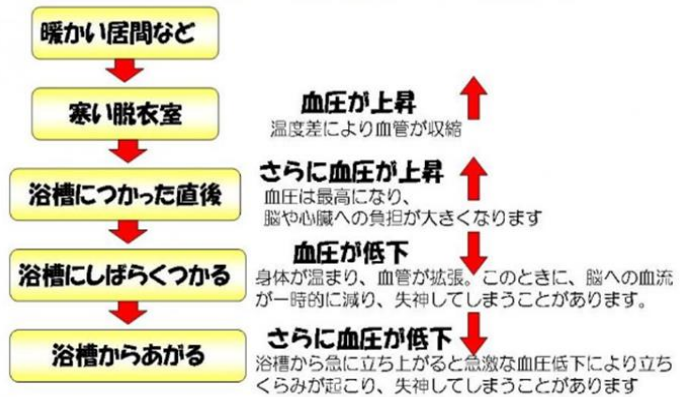 暖かい居間など
寒い脱衣室
血圧が上昇
温度差により血管が収縮
浴槽につかった直後
さらに血圧が上昇
血圧は最高になり、
脳や心臓への負担が大きくなります
浴槽にしばらくつかる
血圧が低下
身体が温まり、血管が拡張。このときに、脳への血流
が一時的に減り、失神してしまうことがあります。
浴槽からあがる
さらに血圧が低下
浴槽から急に立ち上がると急激な血圧低下により立ち
くらみが起こり、失神してしまうことがあります